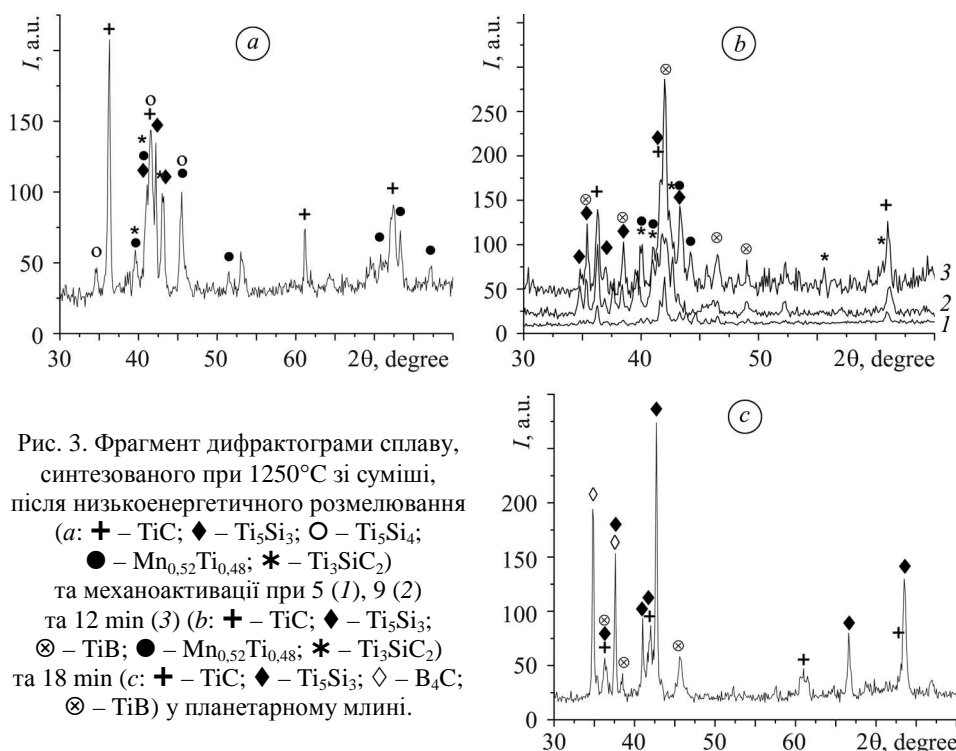 I, a.u.
a
150
100
50
0
30
40
50
60
2θ, degree
I, a.u.
b
250
200
150
100
50
0
3
2
1
30
40
50
2θ, degree
Рис. 3. Фрагмент дифрактограми сплаву,
синтезованого при 1250°C зі суміші,
після низькоенергетичного розмелювання
(a: + – TiC; ♦ – Ti₅Si₃; O – Ti₅Si₄;
● – Mn₀,₅₂Ti₀,₄₈; * – Ti₃SiC₂)
та механоактивації при 5 (1), 9 (2)
та 12 min (3) (b: + – TiC; ♦ – Ti₅Si₃;
⊗ – TiB; ● – Mn₀,₅₂Ti₀,₄₈; * – Ti₃SiC₂)
та 18 min (c: + – TiC; ♦ – Ti₅Si₃; ◊ – B₄C;
⊗ – TiB) у планетарному млині.
I, a.u.
c
200
150
100
50
0
30
40
50
60
2θ, degree